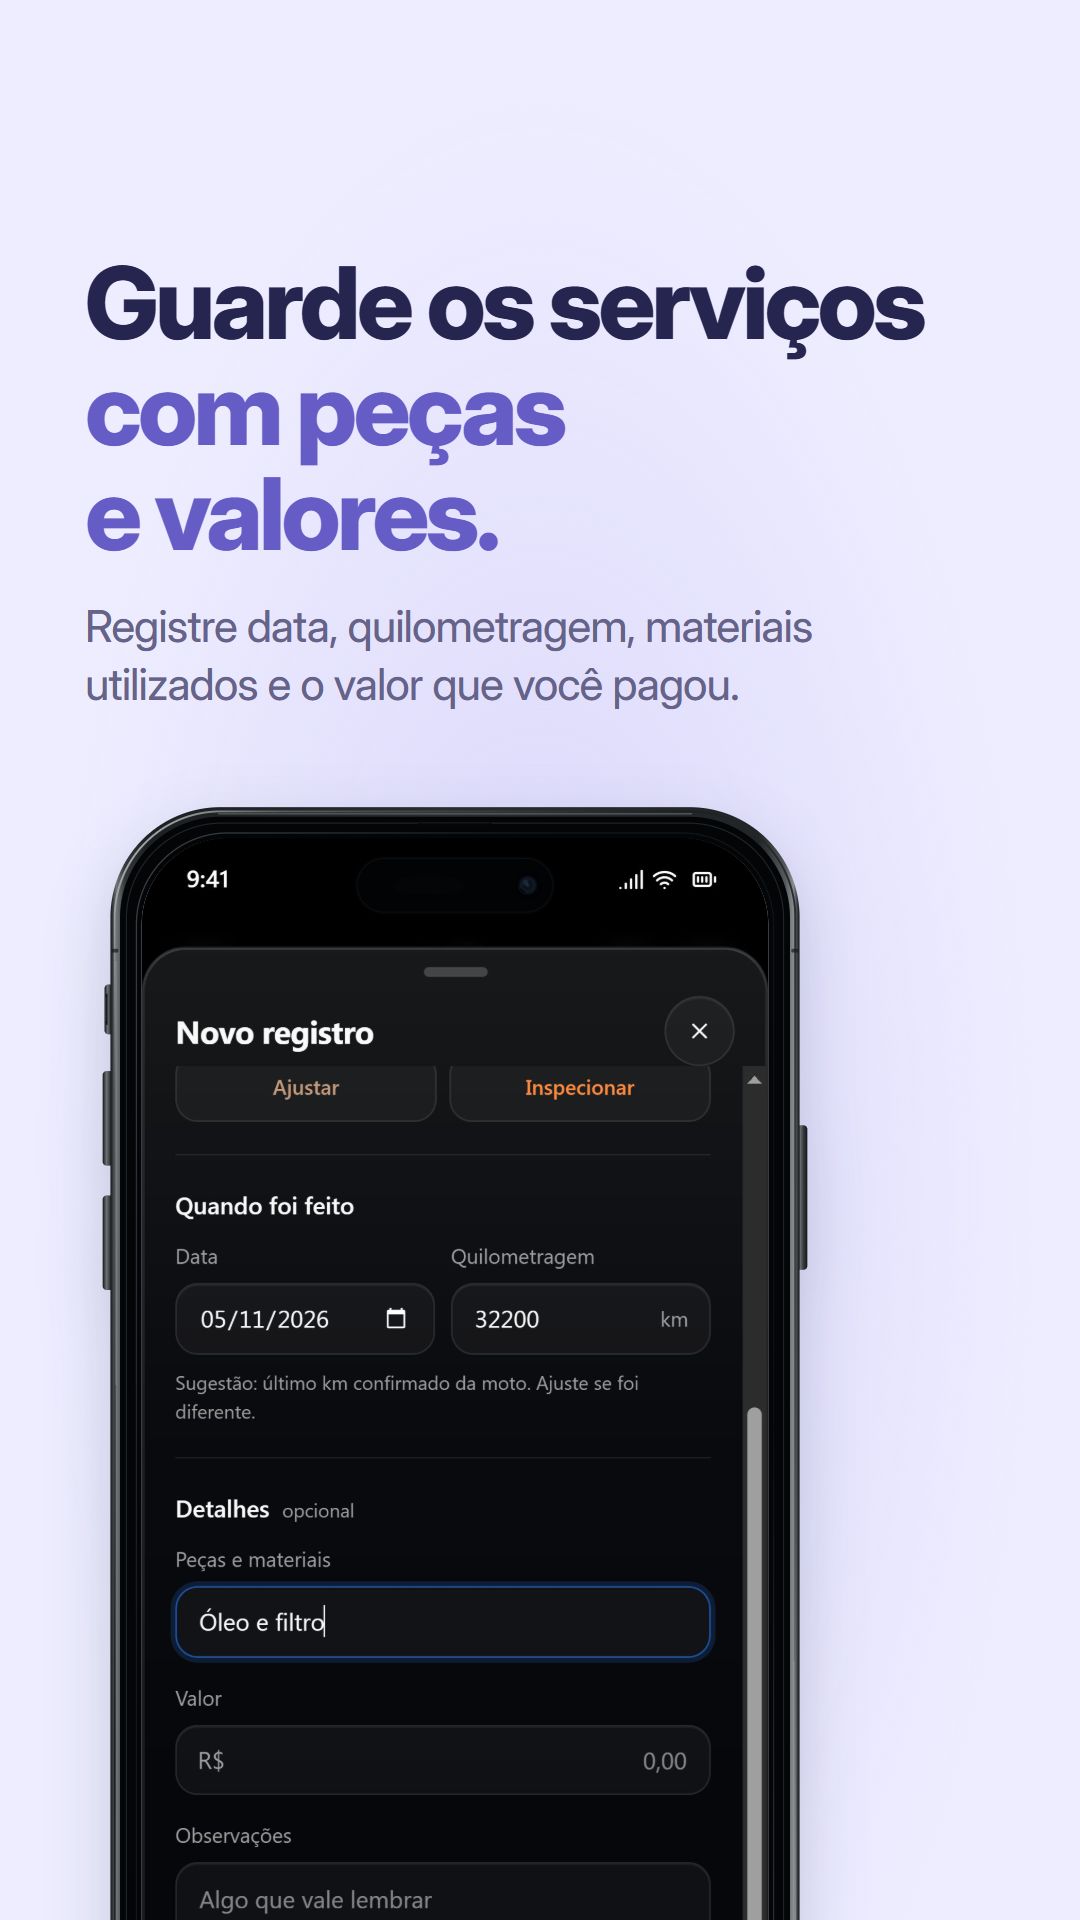 Guarde os serviços
com peças
e valores.
Registre data, quilometragem, materiais
utilizados e o valor que você pagou.
9:41
Novo registro
Ajustar
Inspecionar
Quando foi feito
Data
Quilometragem
05/11/2026
32200
km
Sugestão: último km confirmado da moto. Ajuste se foi
diferente.
Detalhes opcional
Peças e materiais
Óleo e filtro
Valor
R$
0,00
Observações
Algo que vale lembrar